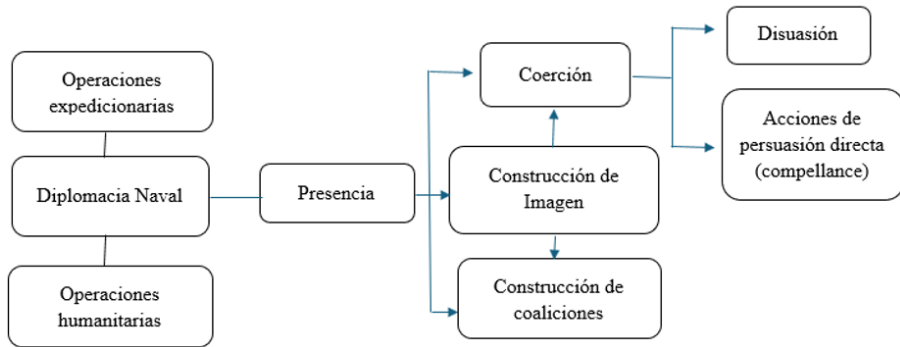 Operaciones
expedicionarias
Diplomacia Naval
Operaciones
humanitarias
Presencia
Coerción
Construcción de
Imagen
Construcción de
coaliciones
Disuasión
Acciones de
persuasión directa
(compellance)